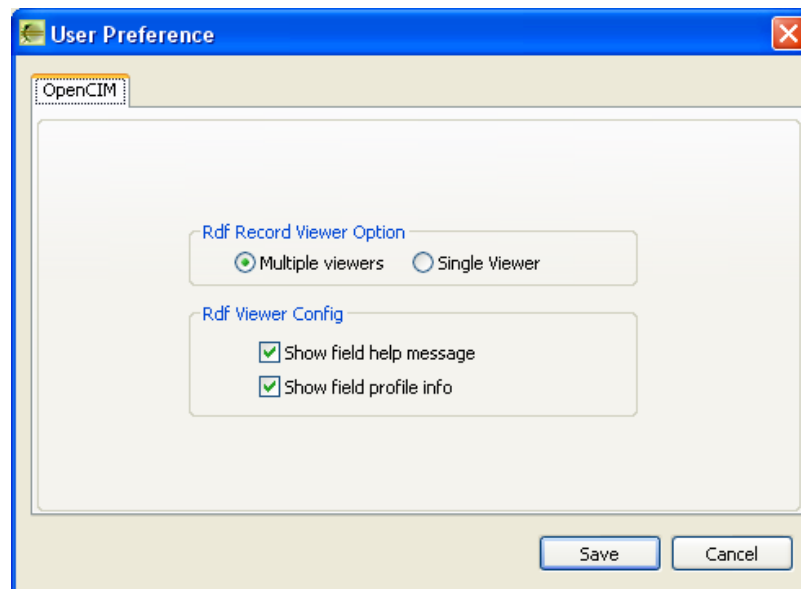 User Preference
OpenCIM
Rdf Record Viewer Option
Multiple viewers Single Viewer
Rdf Viewer Config
Show field help message
Show field profile info
Save Cancel